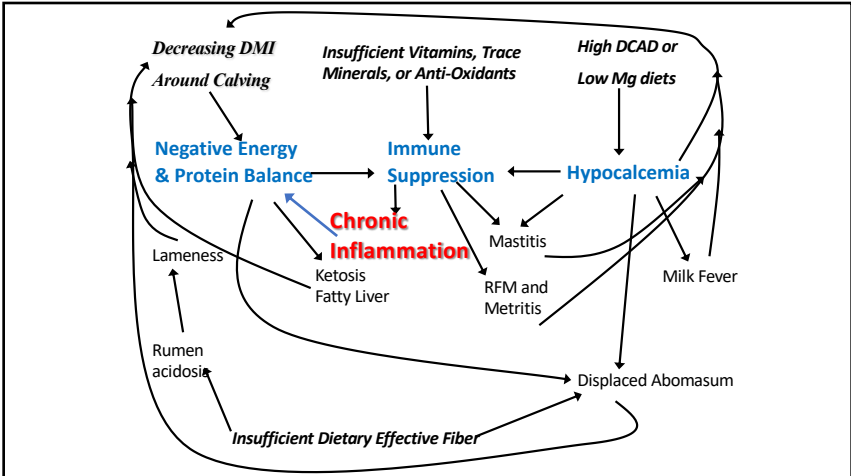 Decreasing DMI
Around Calving
Insufficient Vitamins, Trace
Minerals, or Anti-Oxidants
High DCAD or
Low Mg diets
Negative Energy
& Protein Balance
Immune
Suppression
Hypocalcemia
Chronic
Inflammation
Mastitis
Lameness
Ketosis
Fatty Liver
RFM and
Metritis
Milk Fever
Rumen
acidosis
Displaced Abomasum
Insufficient Dietary Effective Fiber